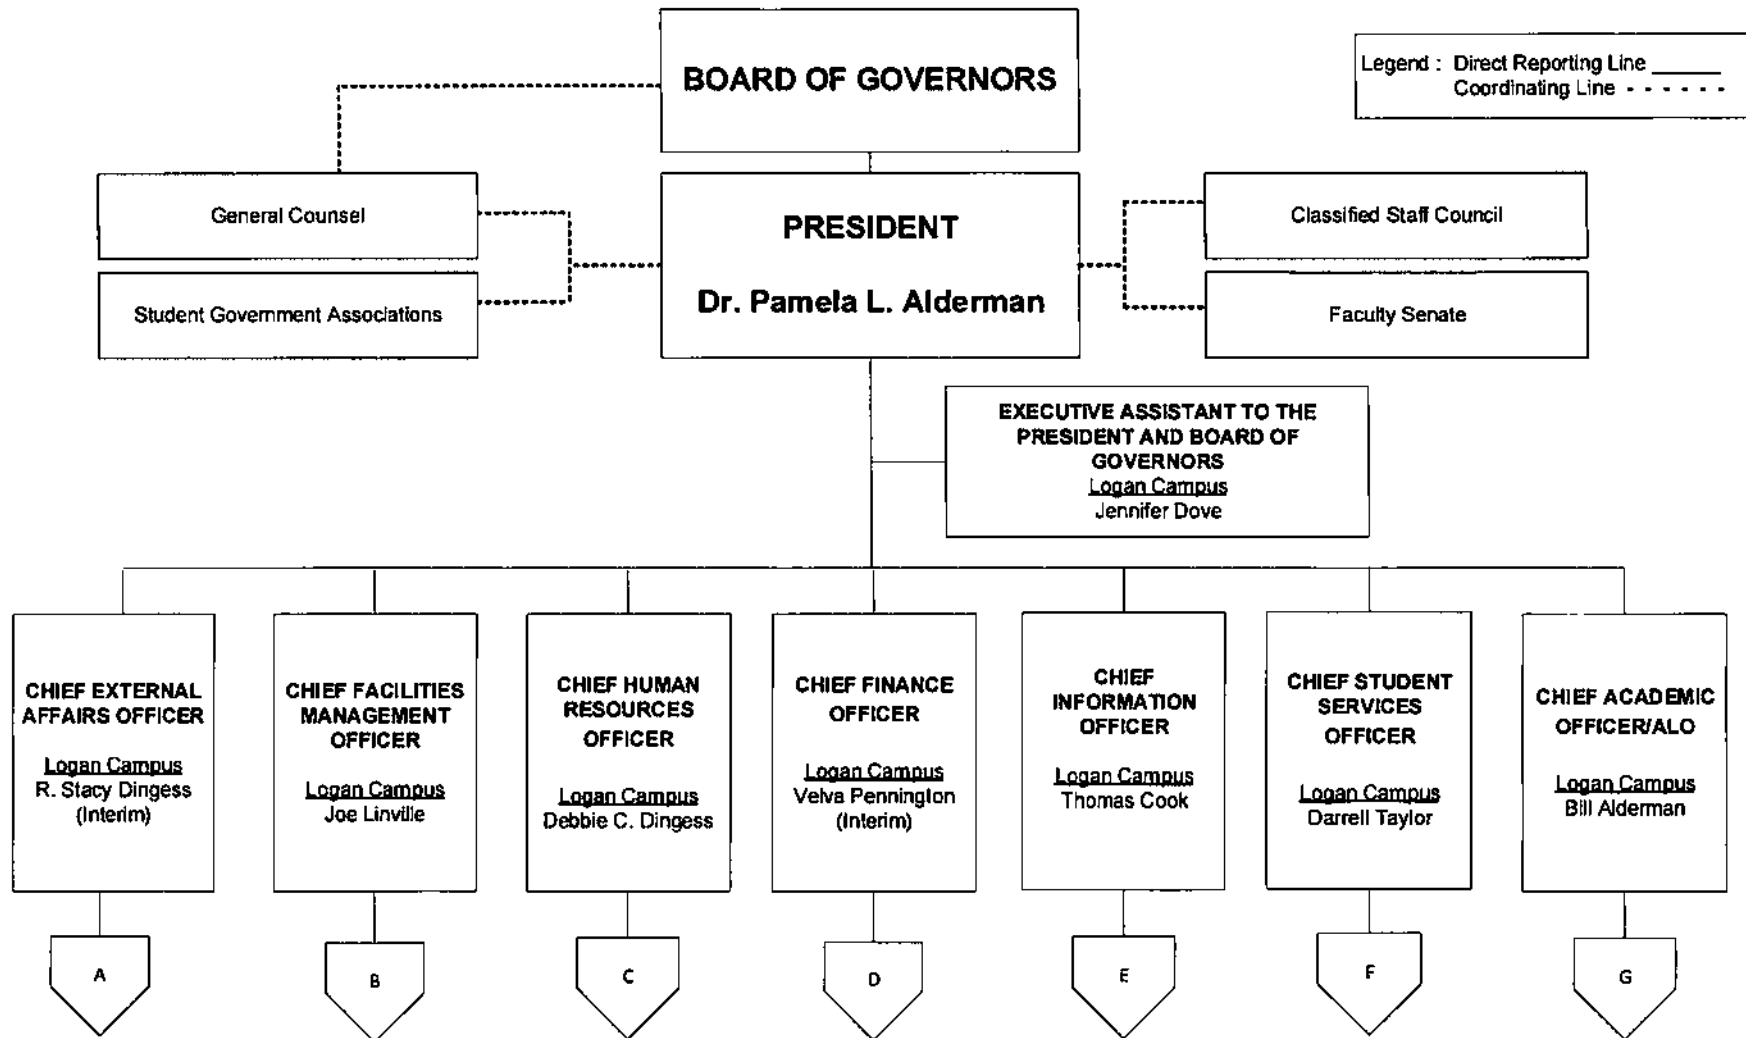 BOARD OF GOVERNORS
Legend : Direct Reporting Line
Coordinating Line
General Counsel
Student Government Associations
PRESIDENT
Dr. Pamela L. Alderman
Classified Staff Council
Faculty Senate
EXECUTIVE ASSISTANT TO THE
PRESIDENT AND BOARD OF
GOVERNORS
Logan Campus
Jennifer Dove
CHIEF EXTERNAL
AFFAIRS OFFICER
Logan Campus
R. Stacy Dingess
(Interim)
CHIEF FACILITIES
MANAGEMENT
OFFICER
Logan Campus
Joe Linville
CHIEF HUMAN
RESOURCES
OFFICER
Logan Campus
Debbie C. Dingess
CHIEF FINANCE
OFFICER
Logan Campus
Velva Pennington
(Interim)
CHIEF
INFORMATION
OFFICER
Logan Campus
Thomas Cook
CHIEF STUDENT
SERVICES
OFFICER
Logan Campus
Darrell Taylor
CHIEF ACADEMIC
OFFICER/ALO
Logan Campus
Bill Alderman
A
B
C
D
E
F
G